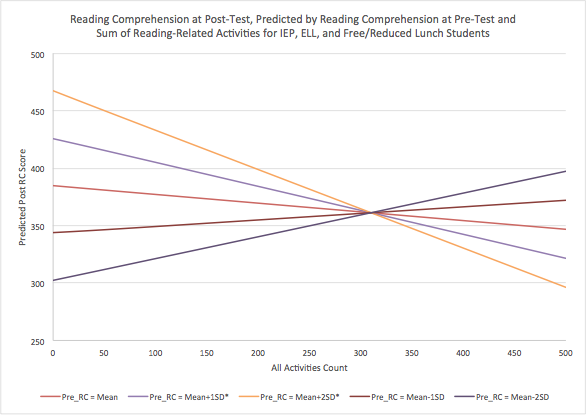 Reading Comprehension at Post-Test, Predicted by Reading Comprehension at Pre-Test and
Sum of Reading-Related Activities for IEP, ELL, and Free/Reduced Lunch Students
500
450
400
350
300
250
Predicted Post RC Score
0 50 100 150 200 250 300 350 400 450 500
All Activities Count
Pre_RC = Mean Pre_RC = Mean+1SD* Pre_RC = Mean+2SD* Pre_RC = Mean-1SD Pre_RC = Mean-2SD